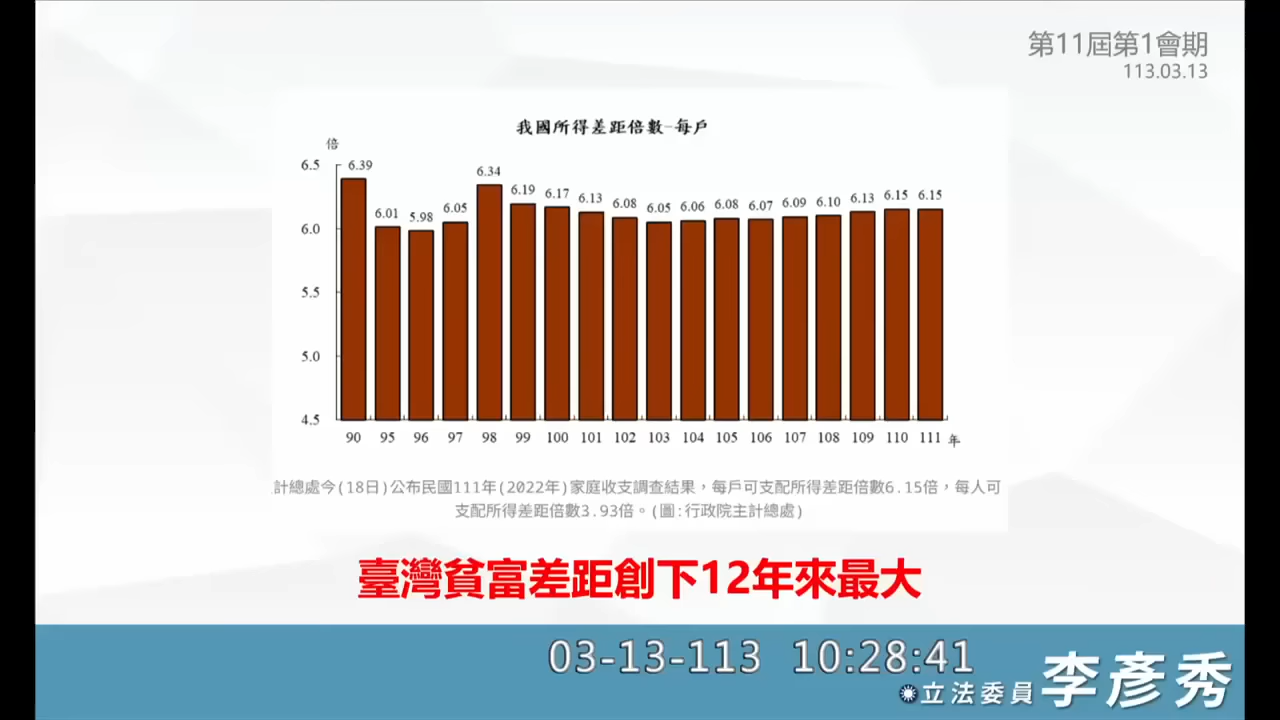 第11屆第1會期
113.03.13
我國所得差距倍數-每戶
倍
6.5
6.0
5.5
5.0
4.5
6.39 6.01 5.98 6.05 6.34 6.19 6.17 6.13 6.08 6.05 6.06 6.08 6.07 6.09 6.10 6.13 6.15 6.15
90 95 96 97 98 99 100 101 102 103 104 105 106 107 108 109 110 111 年
計總處今(18日)公布民國111年(2022年)家庭收支調查結果，每戶可支配所得差距倍數6.15倍，每人可
支配所得差距倍數3.93倍。(圖:行政院主計總處)
臺灣貧富差距創下12年來最大
03-13-113 10:28:41
立法委員 李彥秀